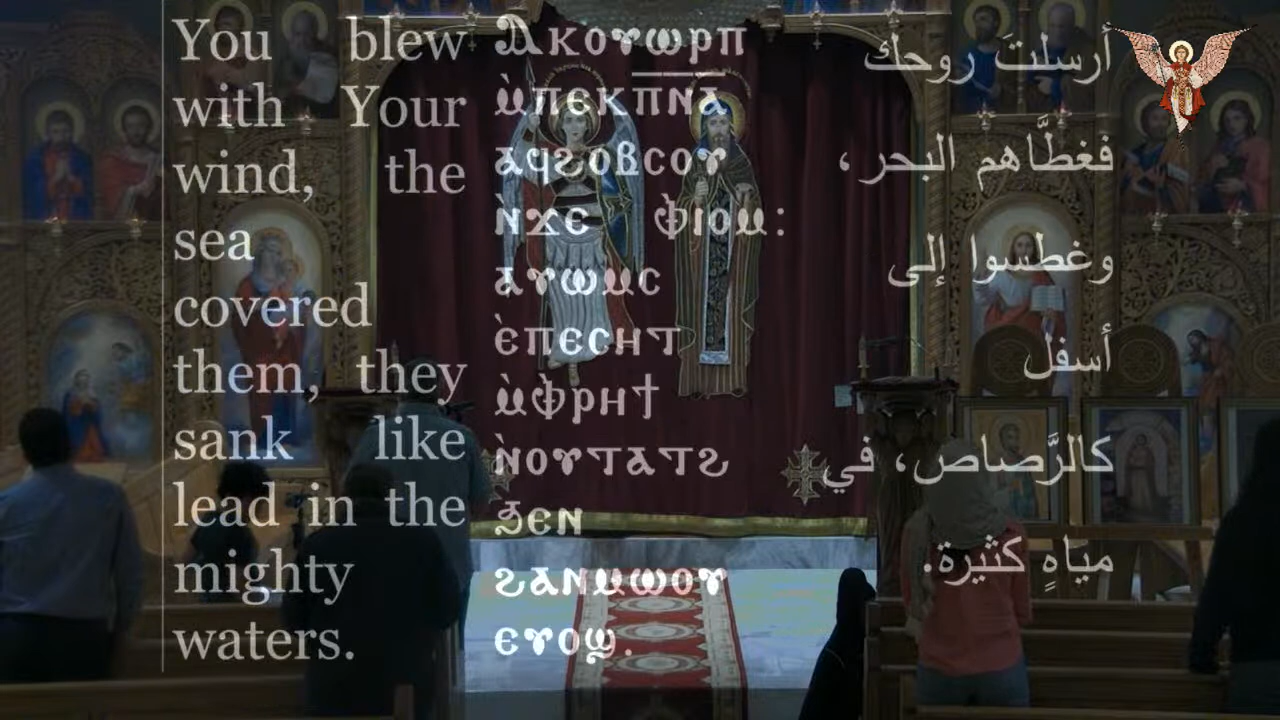 You blew
with Your
wind, the
sea
covered
them, they
sank like
lead in the
mighty
waters.
Ⲁⲕⲟⲩⲱⲣⲡ
ⲙ̀ⲡⲉⲕⲡ̅ⲛ̅ⲁ̅
ⲁϥϩⲟⲃⲥⲟⲩ
ⲛ̀ϫⲉ ⲫⲓⲟⲙ:
ⲁⲩⲱⲙⲥ
ⲉ̀ⲡⲉⲥⲏⲧ
ⲙ̀ⲫⲣⲏϯ
ⲛ̀ⲟⲩⲧⲁⲧϩ
ϧⲉⲛ
ϩⲁⲛⲙⲱⲟⲩ
ⲉⲩⲟϣ.
أرسلتَ روحك
فغطَّاهم البحر،
وغطسوا إلى
أسفل
كالرَّصاص، في
مياهٍ كثيرة.